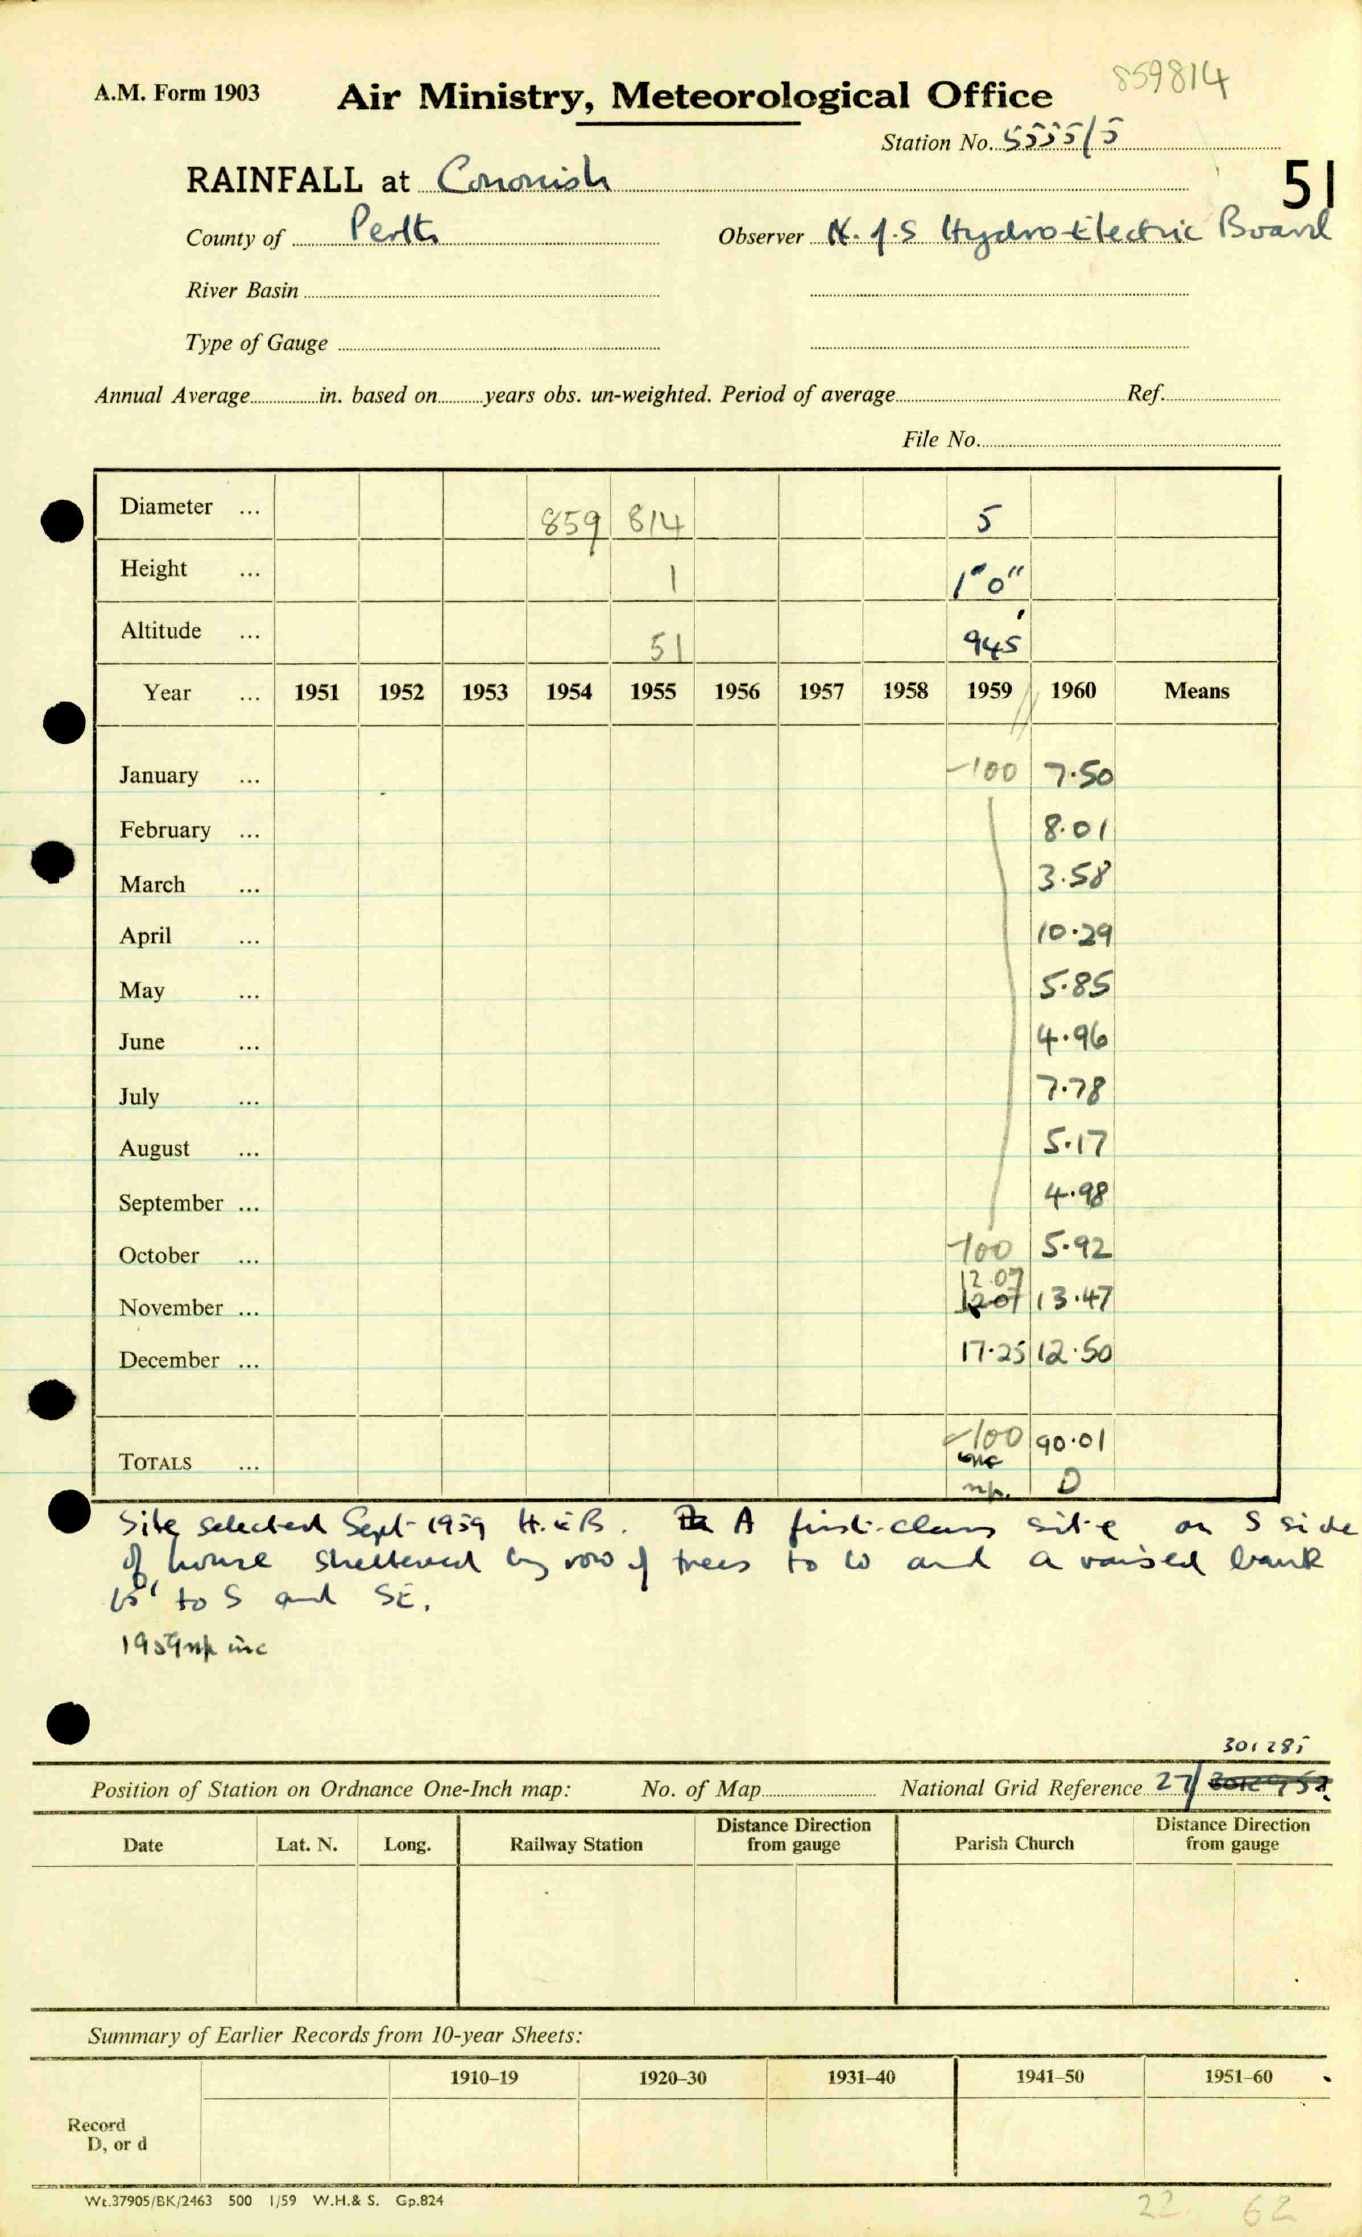 859814
A.M. Form 1903 Air Ministry, Meteorological Office
Station No. 5555/5
RAINFALL at Cononish 51
County of Perth Observer N. of S Hydro-Electric Board
River Basin
Type of Gauge
Annual Average in. based on years obs. un-weighted. Period of average Ref.
File No.
Diameter ... 859 814 5
Height ... 1 1'0"
Altitude ... 51 945'
Year ... 1951 1952 1953 1954 1955 1956 1957 1958 1959 1960 Means
January ... -100 7.50
February ... 8.01
March ... 3.58
April ... 10.29
May ... 5.85
June ... 4.96
July ... 7.78
August ... 5.17
September ... 4.98
October ... -100 5.92
12.07
November ... 1207 13.47
December ... 17.25 12.50
-100 90.01
TOTALS ... inc
np. D
Site selected Sept 1959 H.E.B. A first-class site on S side
of house sheltered by row of trees to W and a raised bank
15' to S and SE.
1959 np inc
301285
Position of Station on Ordnance One-Inch map: No. of Map National Grid Reference 27/
Date Lat. N. Long. Railway Station Distance Direction from gauge Parish Church Distance Direction from gauge
Summary of Earlier Records from 10-year Sheets:
1910–19 1920–30 1931–40 1941–50 1951–60
Record
D, or d
Wt.37905/BK/2463 500 1/59 W.H.& S. Gp.824
22 62